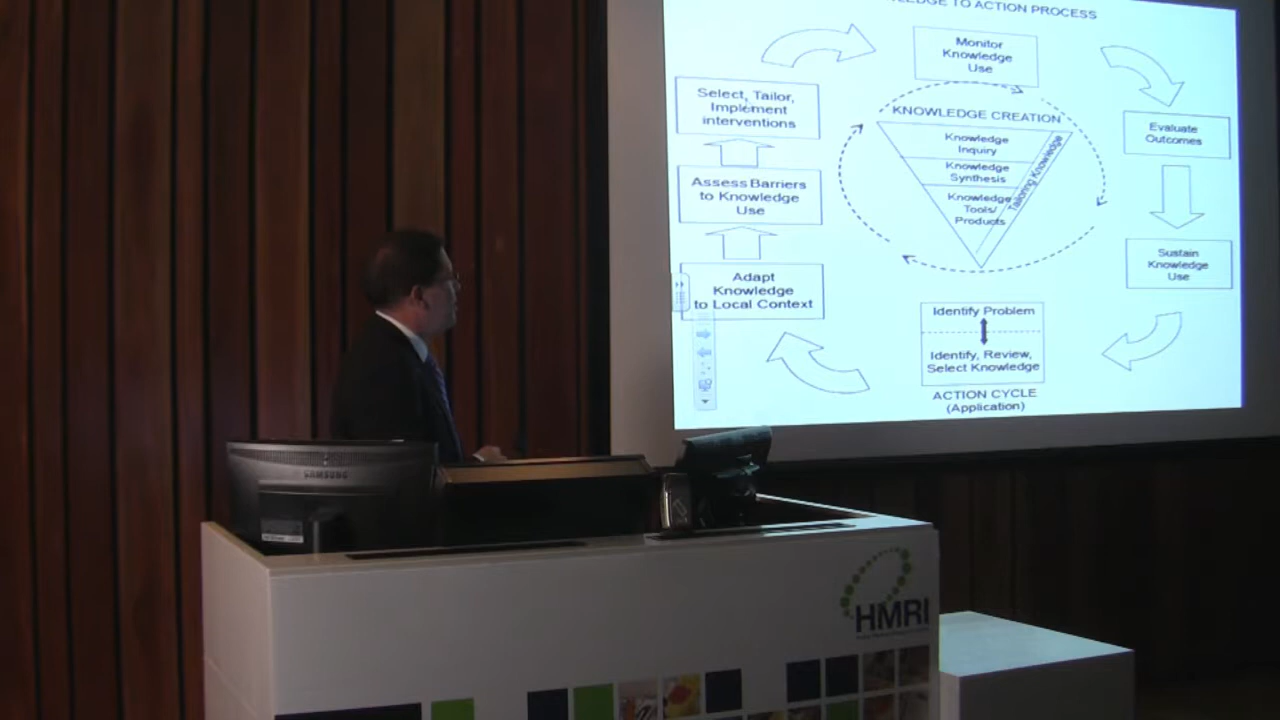 TO ACTION PROCESS
Monitor
Knowledge
Use
Select, Tailor,
Implement
interventions
KNOWLEDGE CREATION
Knowledge
Inquiry
Knowledge
Synthesis
Knowledge
Tools/
Products
Tailoring Knowledge
Evaluate
Outcomes
Assess Barriers
to Knowledge
Use
Sustain
Knowledge
Use
Adapt
Knowledge
to Local Context
Identify Problem
Identify, Review,
Select Knowledge
ACTION CYCLE
(Application)
SAMSUNG
HMRI